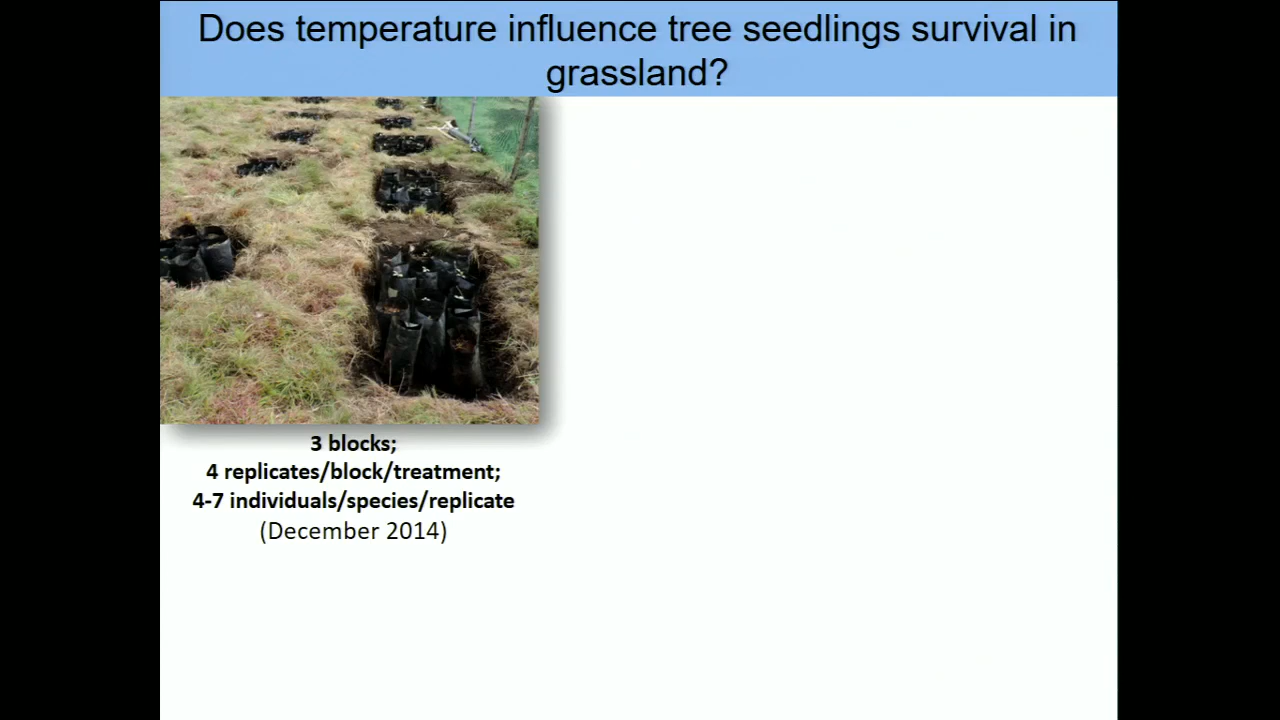 Does temperature influence tree seedlings survival in
grassland?
3 blocks;
4 replicates/block/treatment;
4-7 individuals/species/replicate
(December 2014)